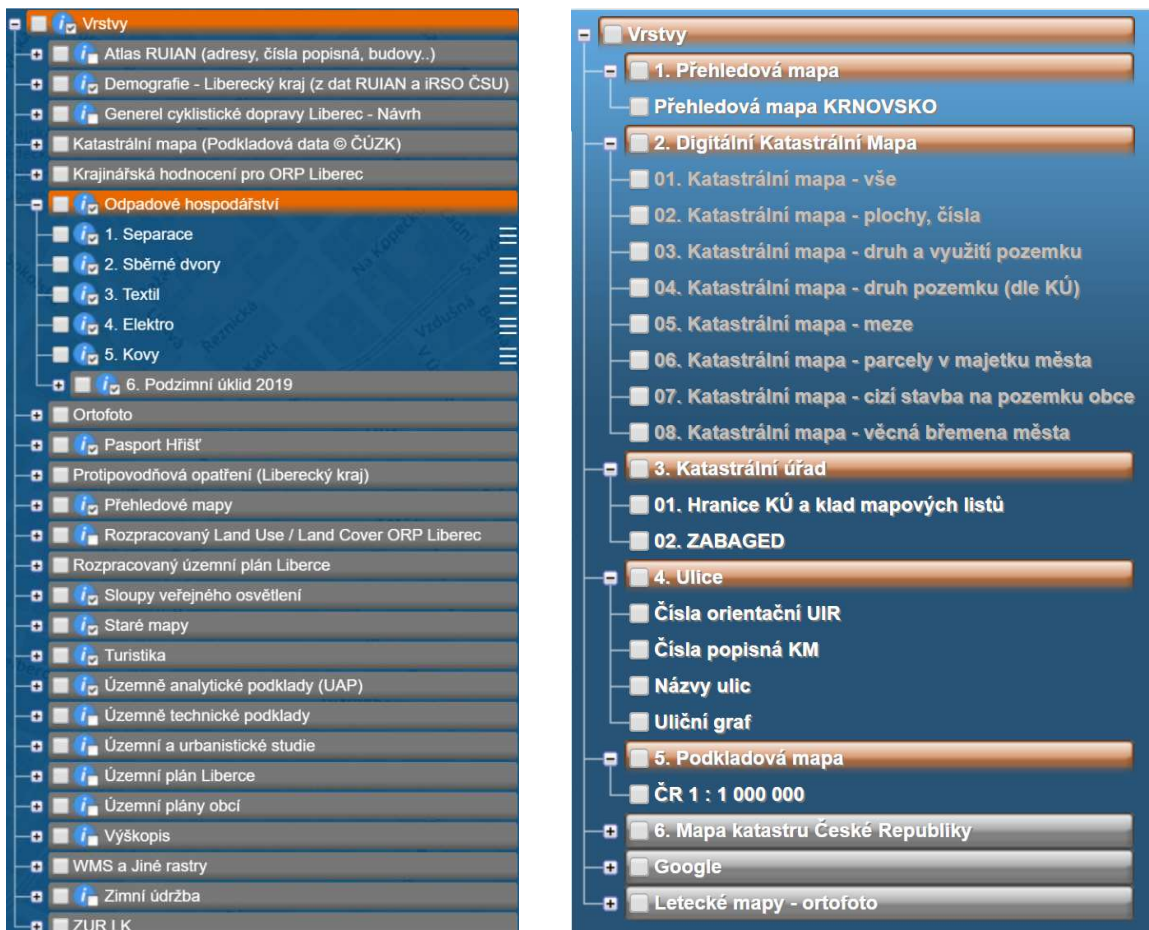 Vrstvy
Atlas RUIAN (adresy, čísla popisná, budovy..)
Demografie - Liberecký kraj (z dat RUIAN a iRSO ČSU)
Generel cyklistické dopravy Liberec - Návrh
Katastrální mapa (Podkladová data © ČÚZK)
Krajinářská hodnocení pro ORP Liberec
Odpadové hospodářství
1. Separace
2. Sběrné dvory
3. Textil
4. Elektro
5. Kovy
6. Podzimní úklid 2019
Ortofoto
Pasport Hřišť
Protipovodňová opatření (Liberecký kraj)
Přehledové mapy
Rozpracovaný Land Use / Land Cover ORP Liberec
Rozpracovaný územní plán Liberce
Sloupy veřejného osvětlení
Staré mapy
Turistika
Územně analytické podklady (UAP)
Územně technické podklady
Územní a urbanistické studie
Územní plán Liberce
Územní plány obcí
Výškopis
WMS a Jiné rastry
Zimní údržba
ZUR LK
Vrstvy
1. Přehledová mapa
Přehledová mapa KRNOVSKO
2. Digitální Katastrální Mapa
01. Katastrální mapa - vše
02. Katastrální mapa - plochy, čísla
03. Katastrální mapa - druh a využití pozemku
04. Katastrální mapa - druh pozemku (dle KÚ)
05. Katastrální mapa - meze
06. Katastrální mapa - parcely v majetku města
07. Katastrální mapa - cizí stavba na pozemku obce
08. Katastrální mapa - věcná břemena města
3. Katastrální úřad
01. Hranice KÚ a klad mapových listů
02. ZABAGED
4. Ulice
Čísla orientační UIR
Čísla popisná KM
Názvy ulic
Uliční graf
5. Podkladová mapa
ČR 1 : 1 000 000
6. Mapa katastru České Republiky
Google
Letecké mapy - ortofoto